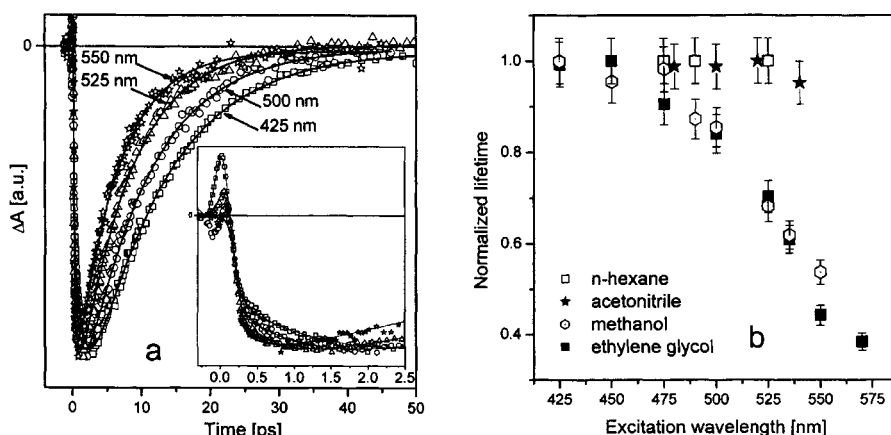 0
550 nm
525 nm
500 nm
425 nm
ΔA [a.u.]
a
0
0.0 0.5 1.0 1.5 2.0 2.5
0 10 20 30 40 50
Time [ps]
1.0
0.8
0.6
0.4
Normalized lifetime
n-hexane
acetonitrile
methanol
ethylene glycol
b
425 450 475 500 525 550 575
Excitation wavelength [nm]